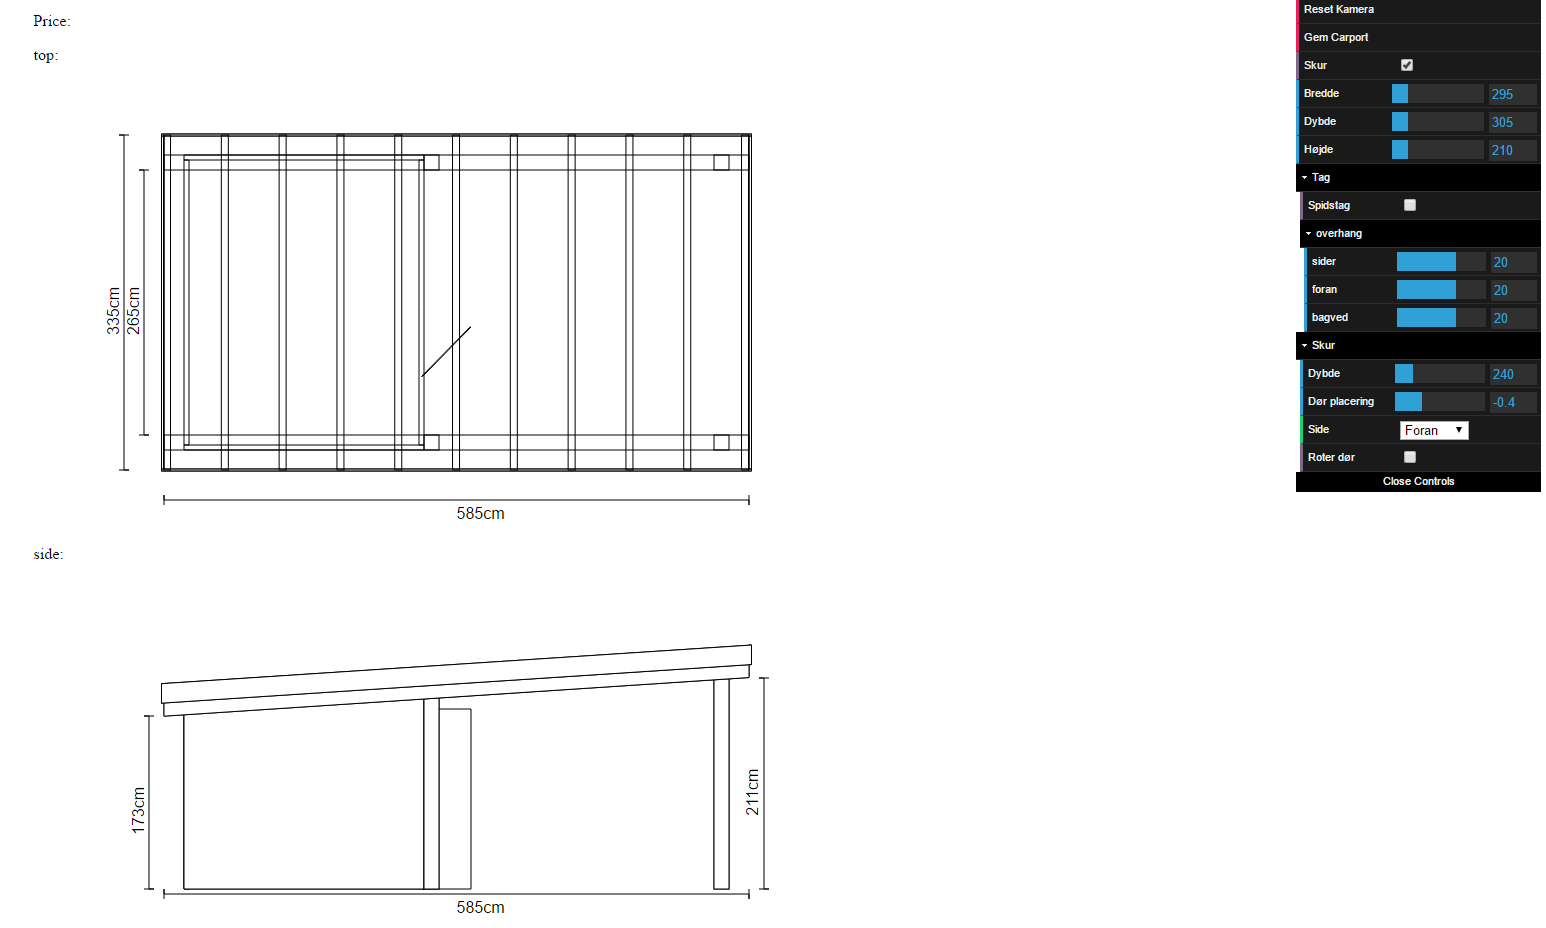 Price:
top:
335cm
265cm
585cm
side:
173cm
211cm
585cm
Reset Kamera
Gem Carport
Skur
Bredde 295
Dybde 305
Højde 210
Tag
Spidstag
overhang
sider 20
foran 20
bagved 20
Skur
Dybde 240
Dør placering -0.4
Side Foran
Roter dør
Close Controls